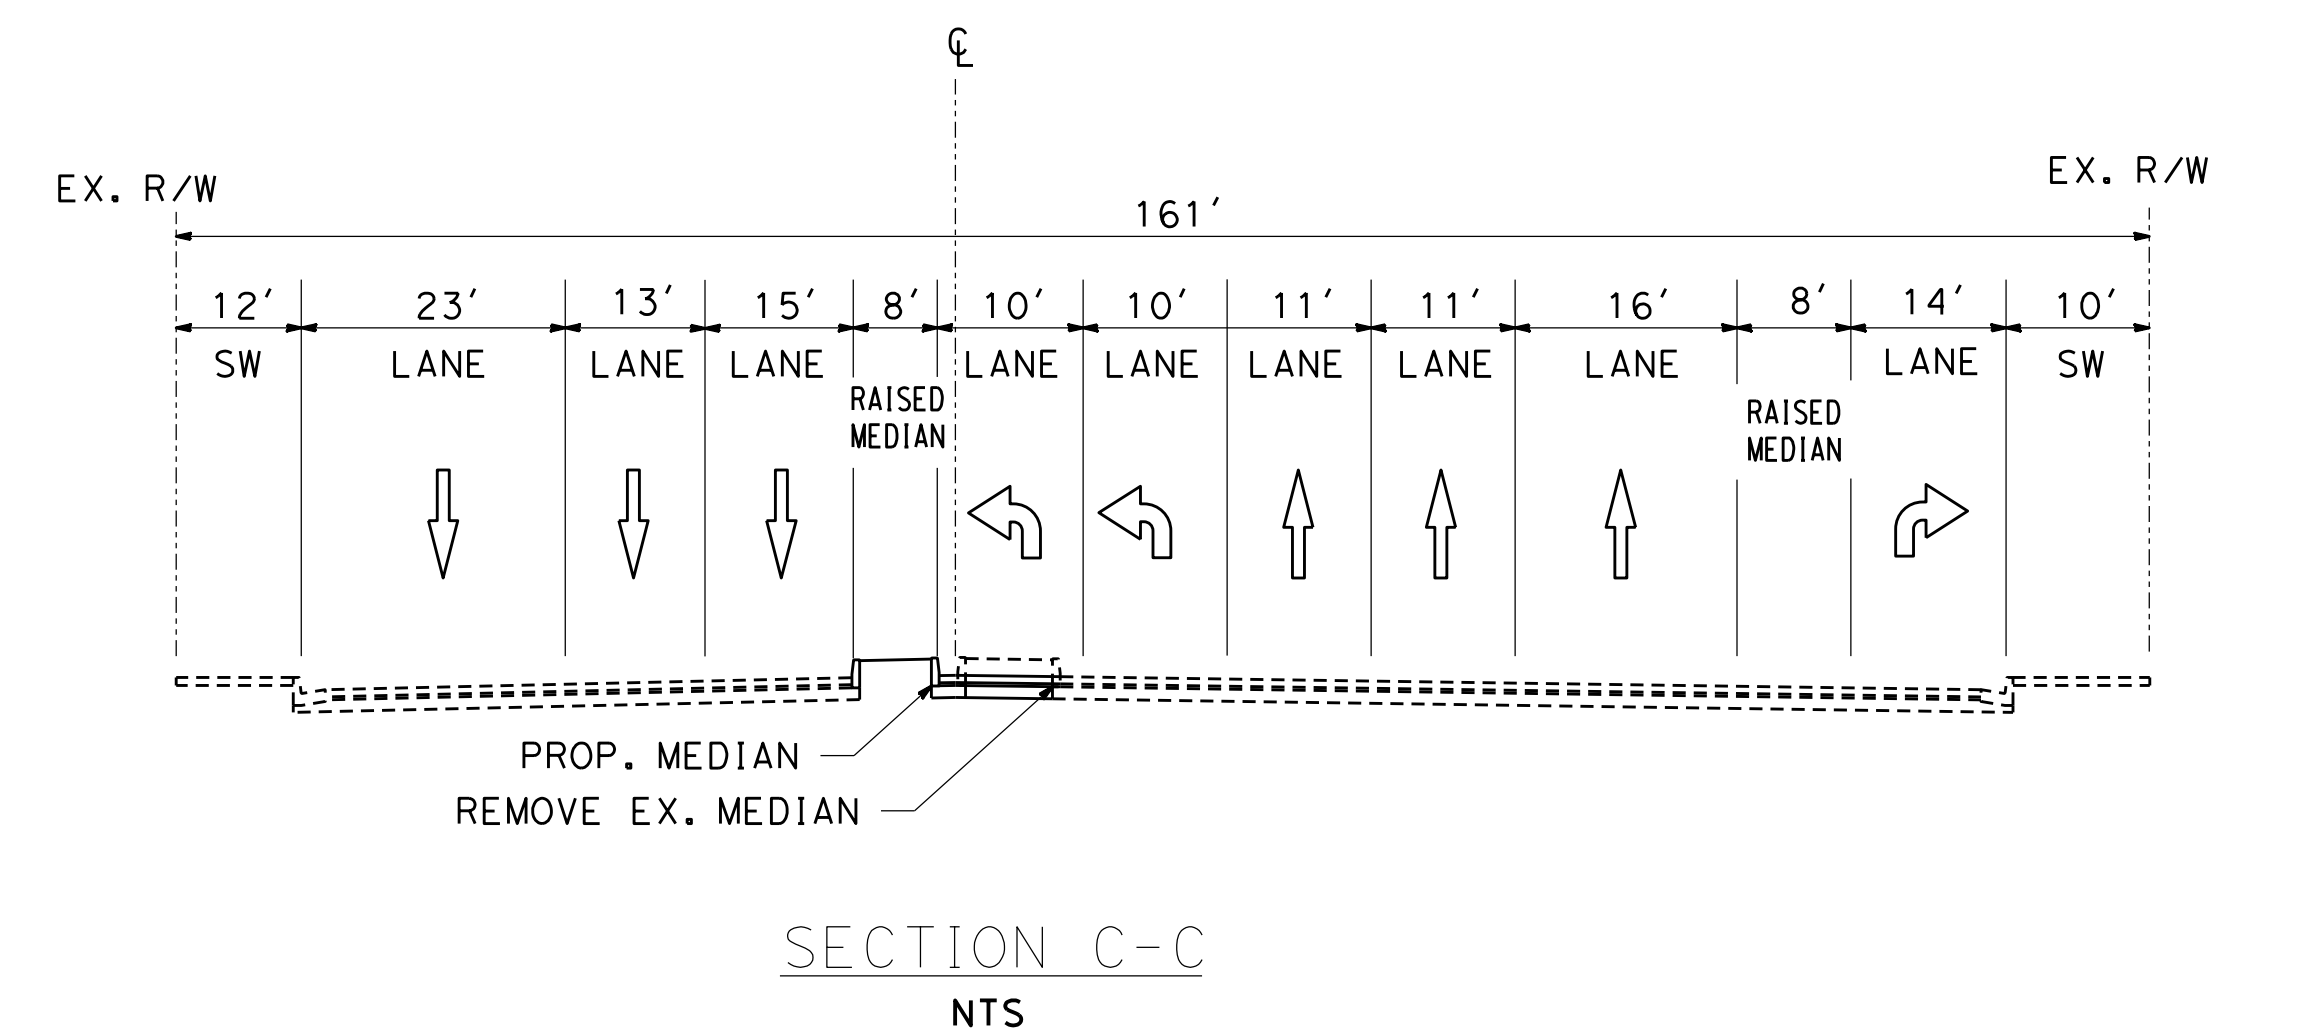 ℄
EX. R/W
EX. R/W
161'
12' 23' 13' 15' 8' 10' 10' 11' 11' 16' 8' 14' 10'
SW LANE LANE LANE LANE LANE LANE LANE LANE LANE SW
RAISED
MEDIAN
RAISED
MEDIAN
PROP. MEDIAN
REMOVE EX. MEDIAN
SECTION C-C
NTS